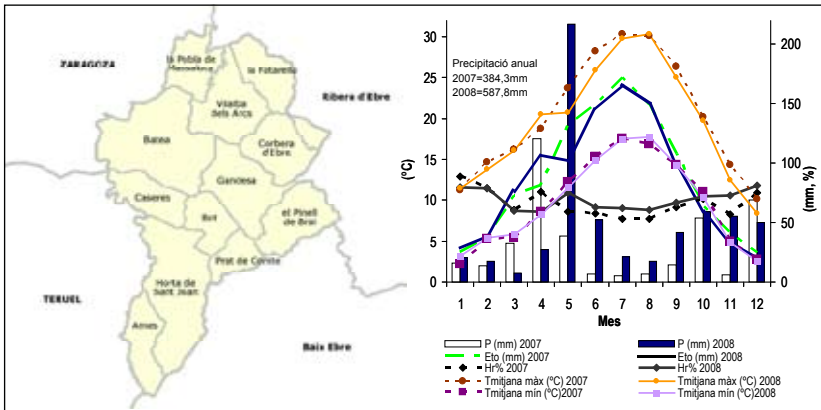 ZARAGOZA
la Pobla de Massaluca
la Fatarella
Ribera d'Ebre
Vilalba dels Arcs
Batea
Corbera d'Ebre
Gandesa
Caseres
Bot
el Pinell de Brai
Prat de Comte
Horta de Sant Joan
TERUEL
Arnes
Baix Ebre
Precipitació anual
2007=384,3mm
2008=587,8mm
(ºC)
30
25
20
15
10
5
0
(mm, %)
200
150
100
50
0
1 2 3 4 5 6 7 8 9 10 11 12
Mes
P (mm) 2007 P (mm) 2008
Eto (mm) 2007 Eto (mm) 2008
Hr% 2007 Hr% 2008
Tmitjana màx (ºC) 2007 Tmitjana màx (ºC) 2008
Tmitjana mín (ºC)2007 Tmitjana mín (ºC)2008